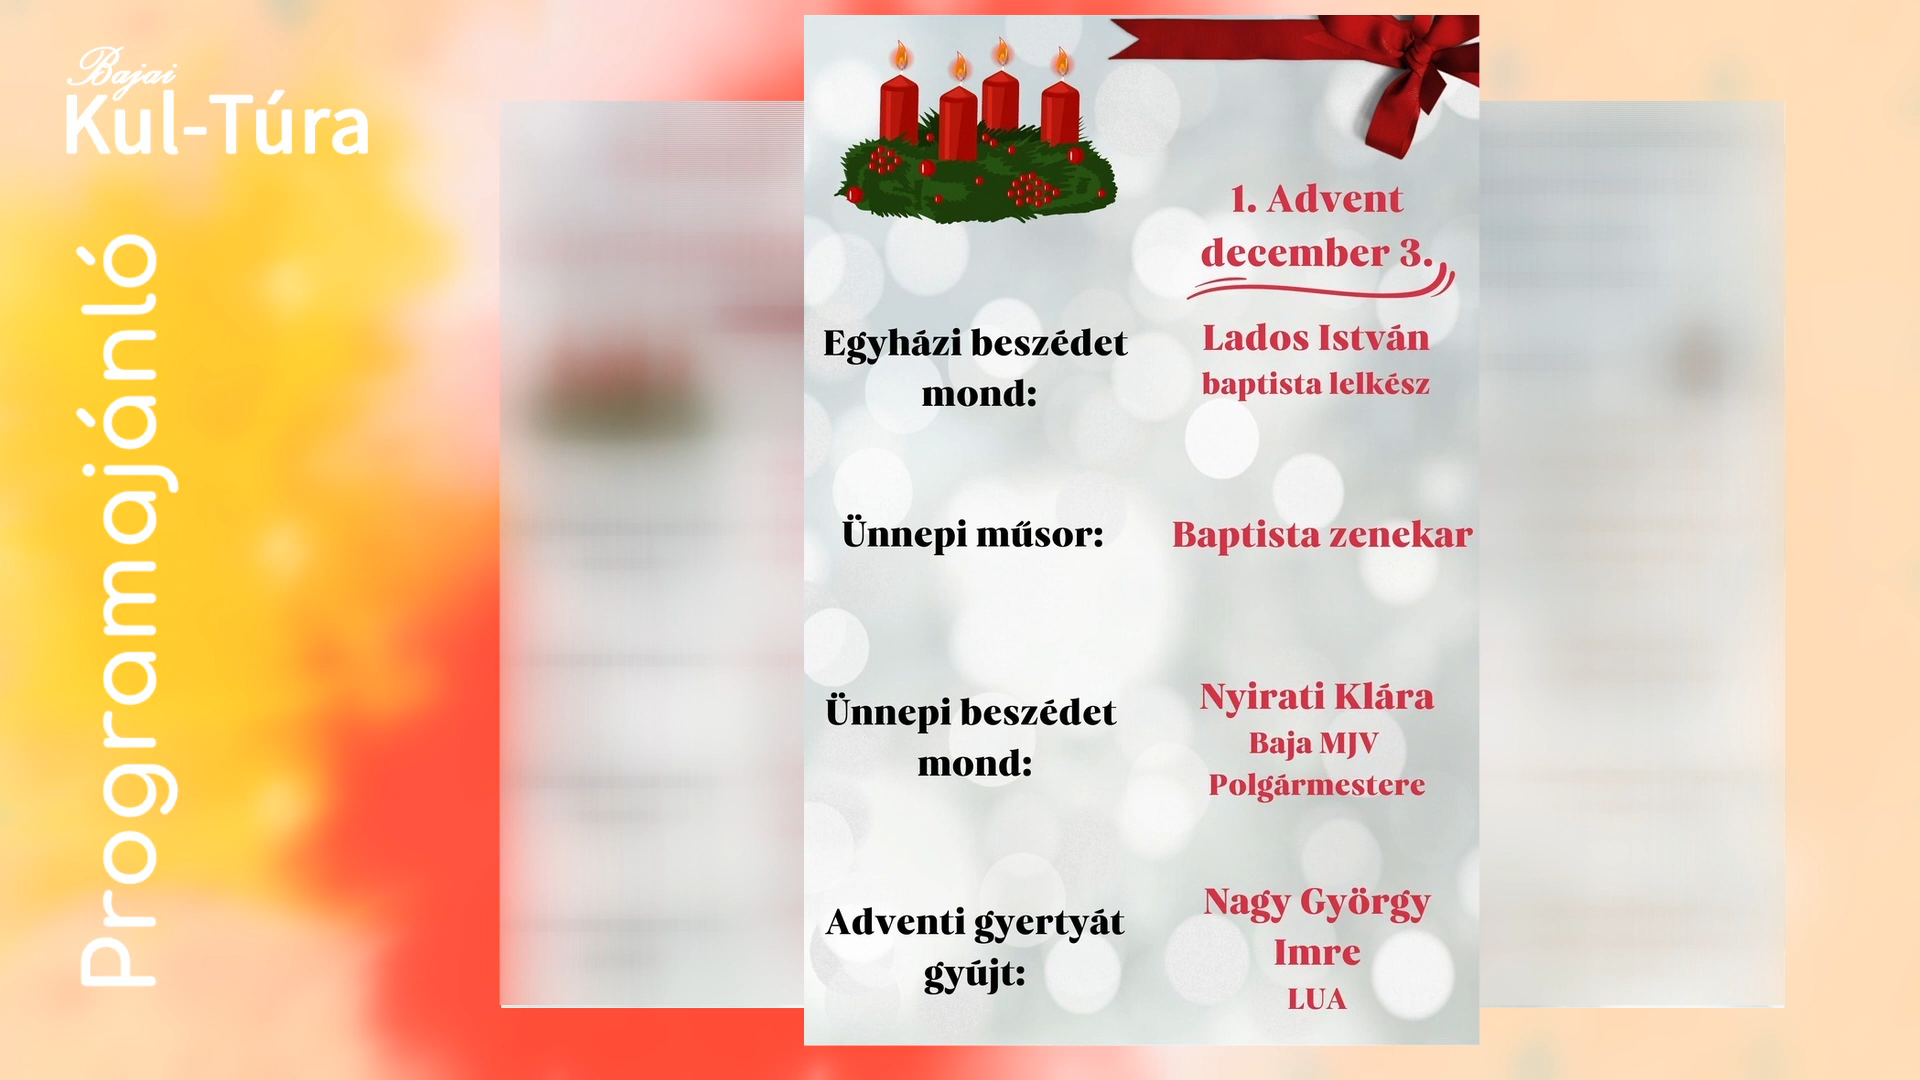 Bajai
Kul-Túra
Programajánló
1. Advent
december 3.
Egyházi beszédet
mond:
Lados István
baptista lelkész
Ünnepi műsor:
Baptista zenekar
Ünnepi beszédet
mond:
Nyirati Klára
Baja MJV
Polgármestere
Adventi gyertyát
gyújt:
Nagy György
Imre
LUA